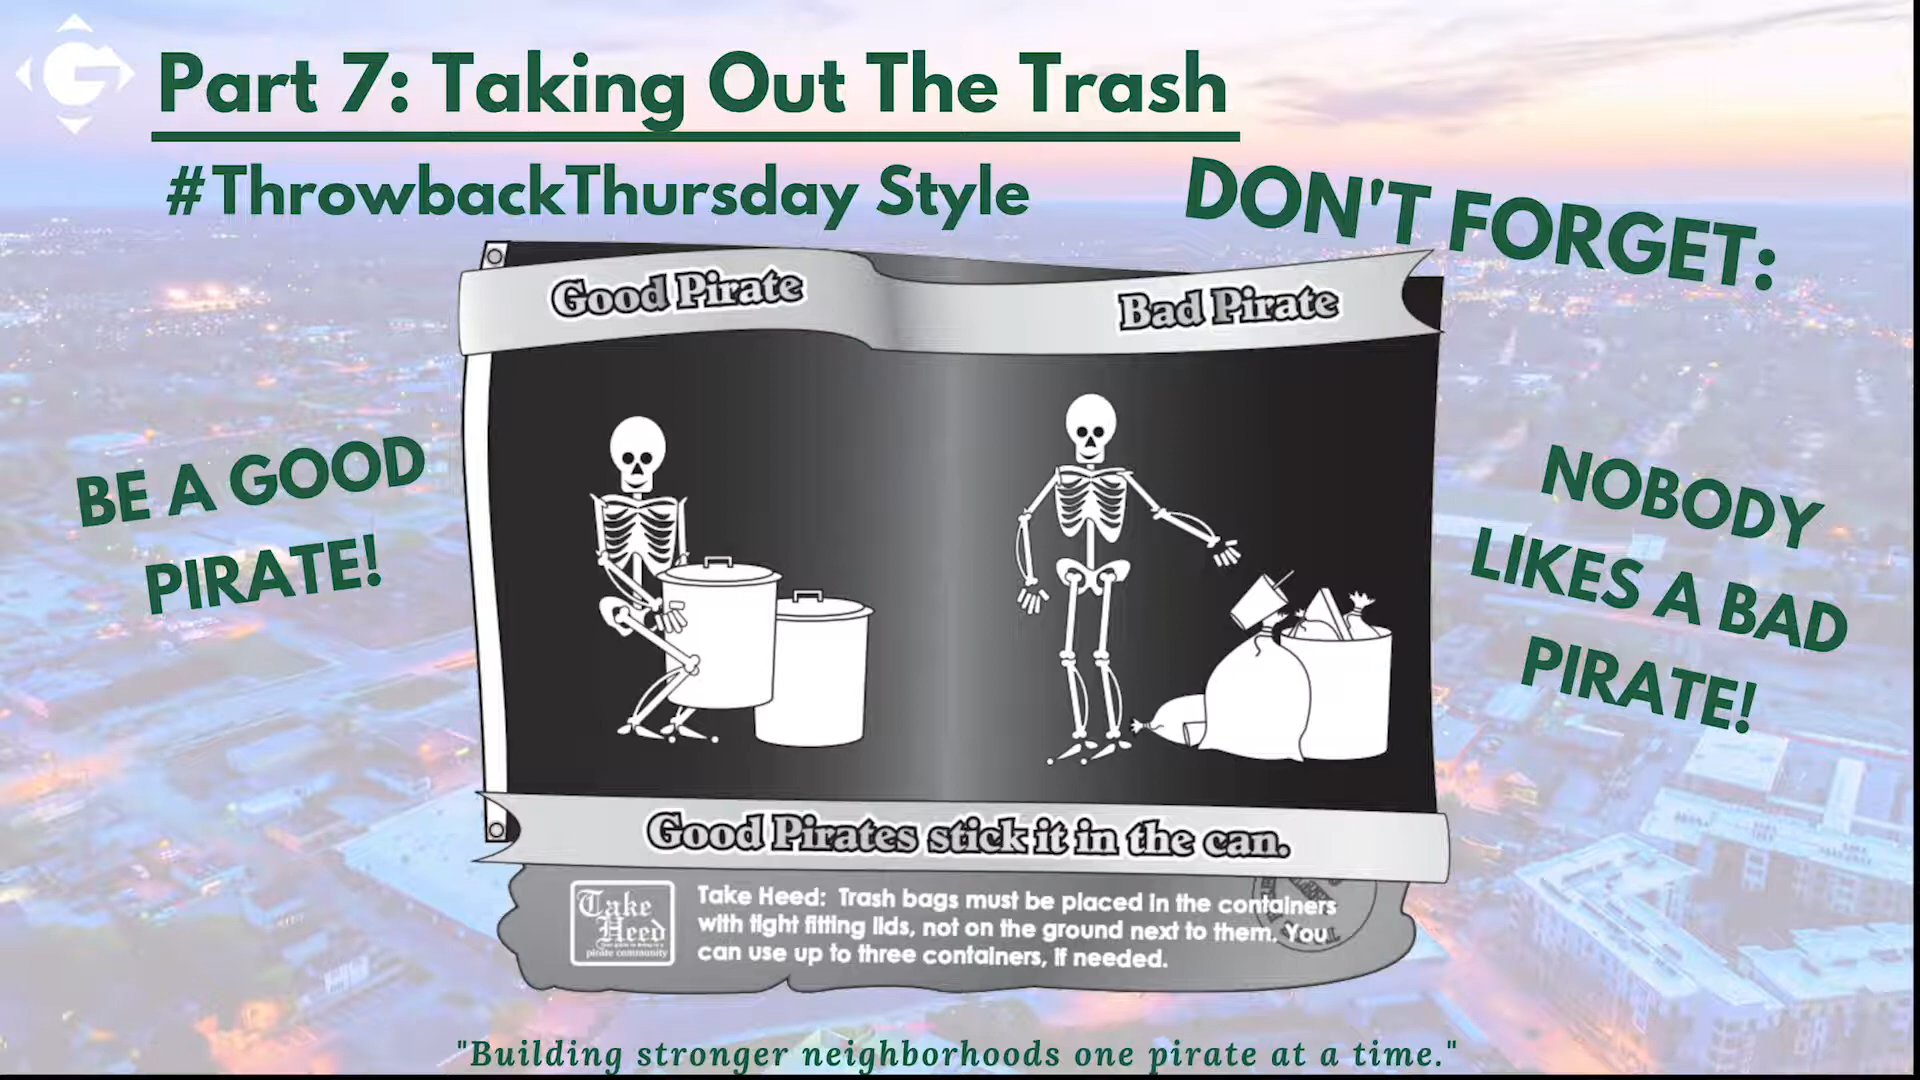 G
Part 7: Taking Out The Trash
#ThrowbackThursday Style
DON'T FORGET:
Good Pirate
Bad Pirate
BE A GOOD
PIRATE!
NOBODY
LIKES A BAD
PIRATE!
Good Pirates stick it in the can.
Take
Heed
pirate community
Take Heed: Trash bags must be placed in the containers
with tight fitting lids, not on the ground next to them. You
can use up to three containers, if needed.
"Building stronger neighborhoods one pirate at a time."